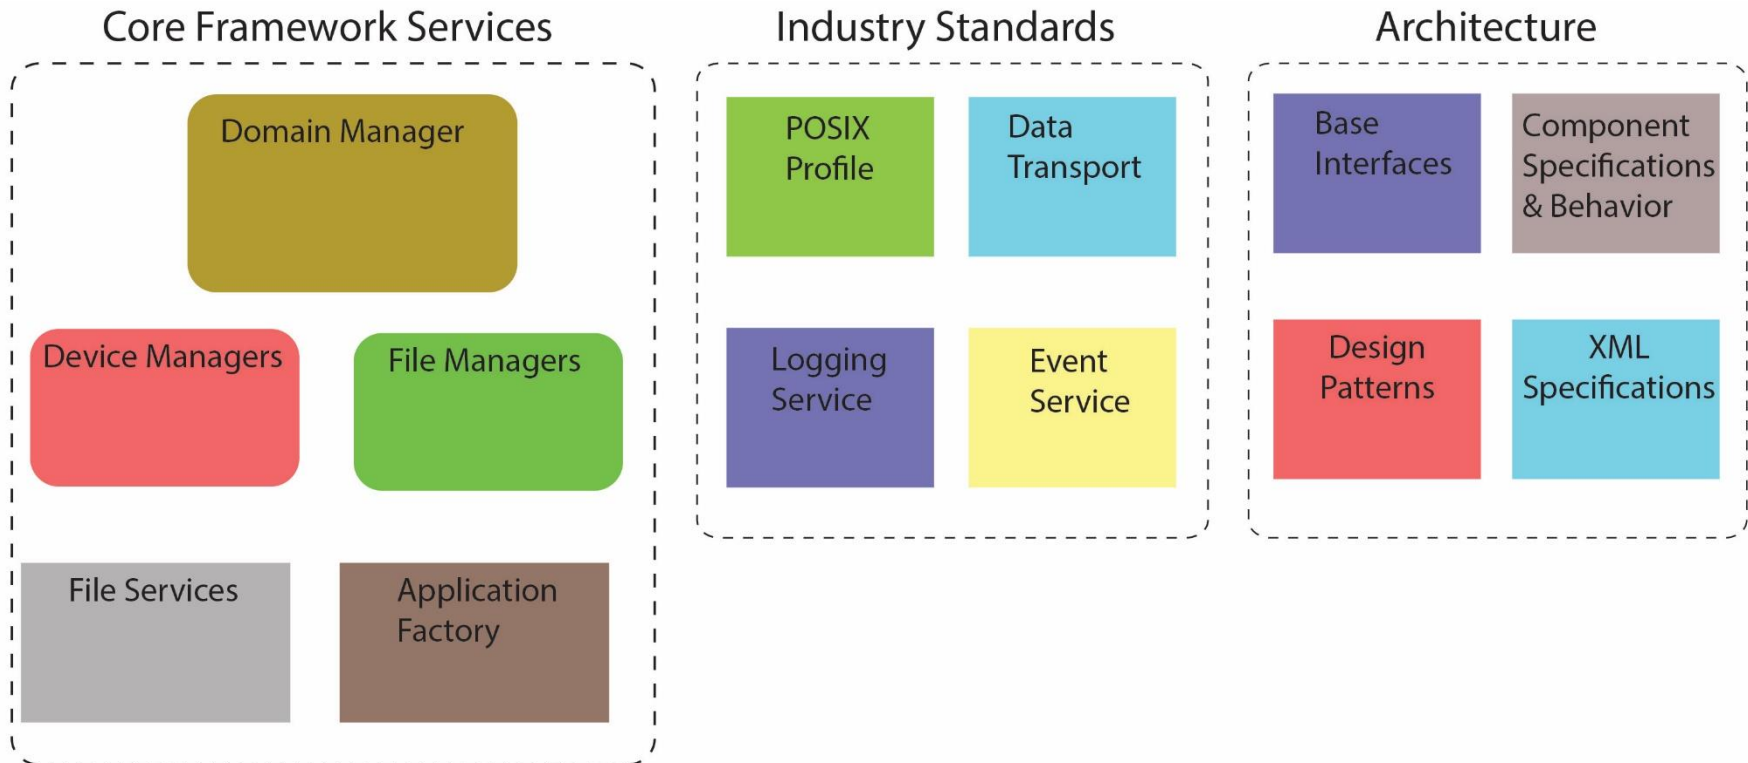 Core Framework Services
Domain Manager
Device Managers
File Managers
File Services
Application
Factory
Industry Standards
POSIX
Profile
Data
Transport
Logging
Service
Event
Service
Architecture
Base
Interfaces
Component
Specifications
& Behavior
Design
Patterns
XML
Specifications